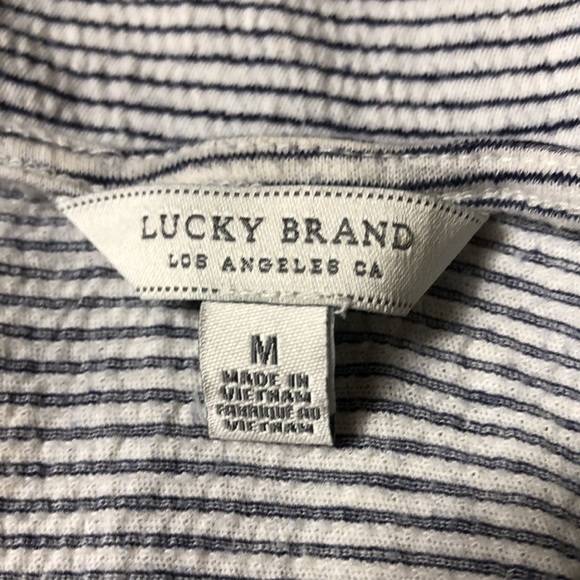 LUCKY BRAND
LOS ANGELES CA
M
MADE IN
VIETNAM
FABRIQUÉ AU
VIETNAM